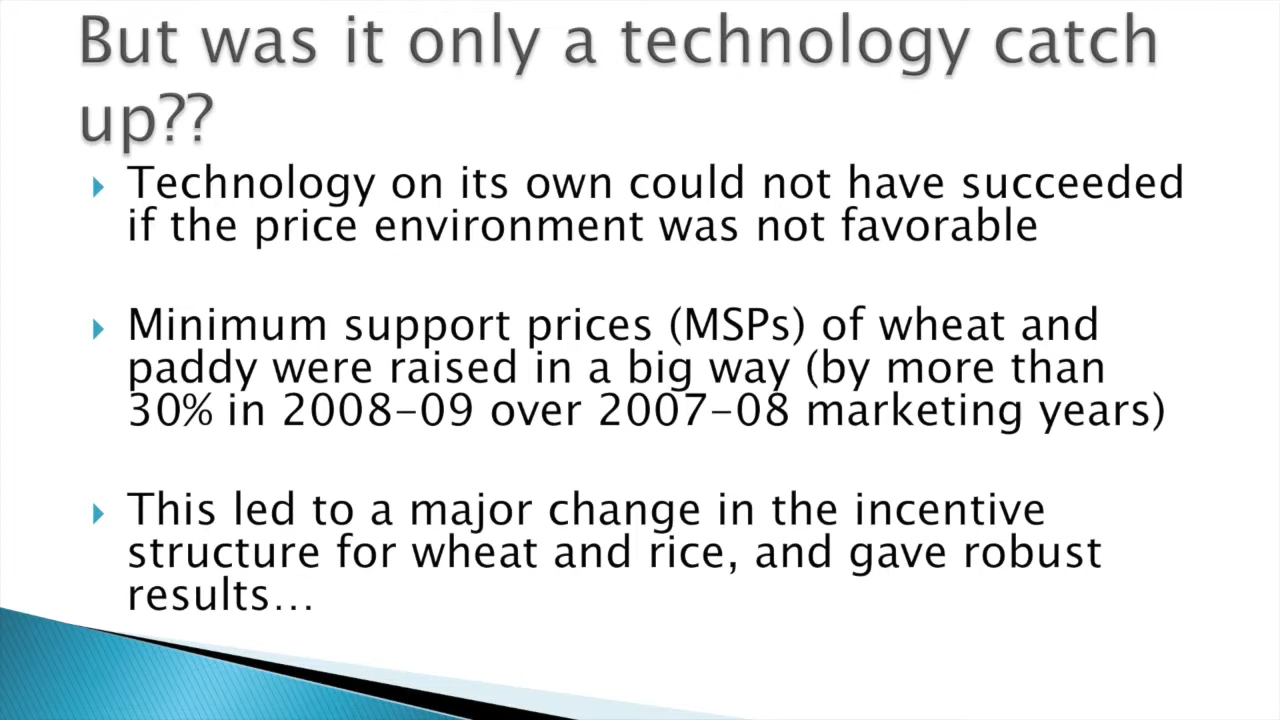 But was it only a technology catch
up??
Technology on its own could not have succeeded
if the price environment was not favorable
Minimum support prices (MSPs) of wheat and
paddy were raised in a big way (by more than
30% in 2008-09 over 2007-08 marketing years)
This led to a major change in the incentive
structure for wheat and rice, and gave robust
results…